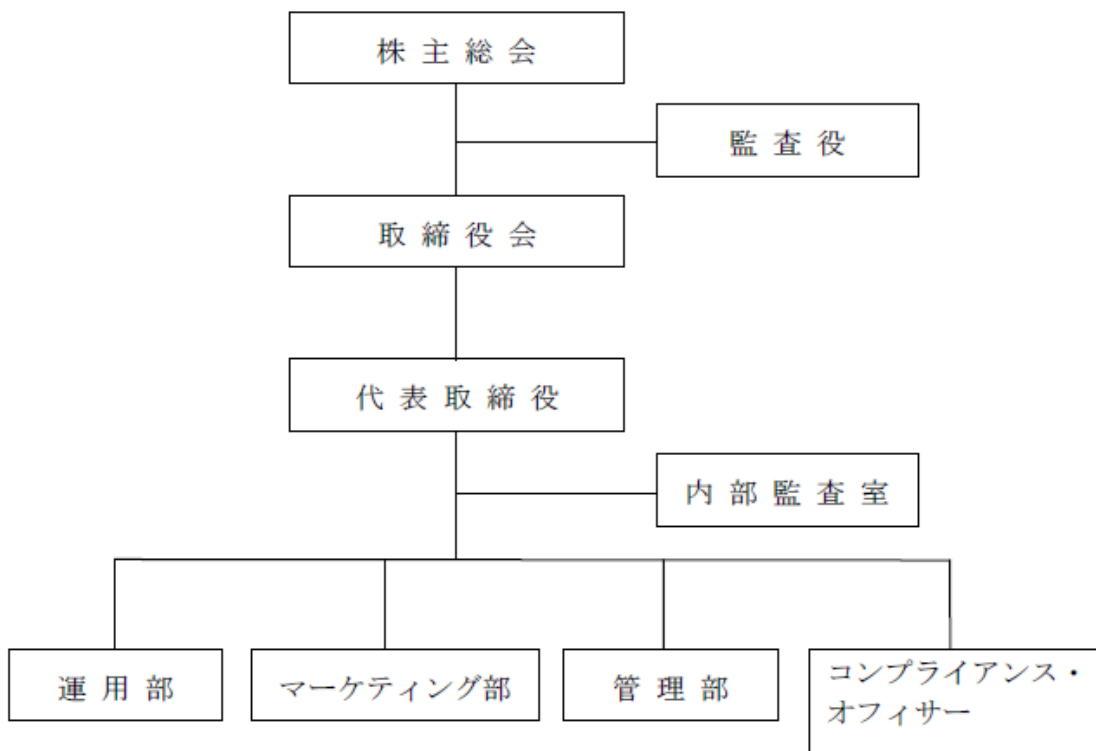 株主総会
監査役
取締役会
代表取締役
内部監査室
運用部
マーケティング部
管理部
コンプライアンス・
オフィサー